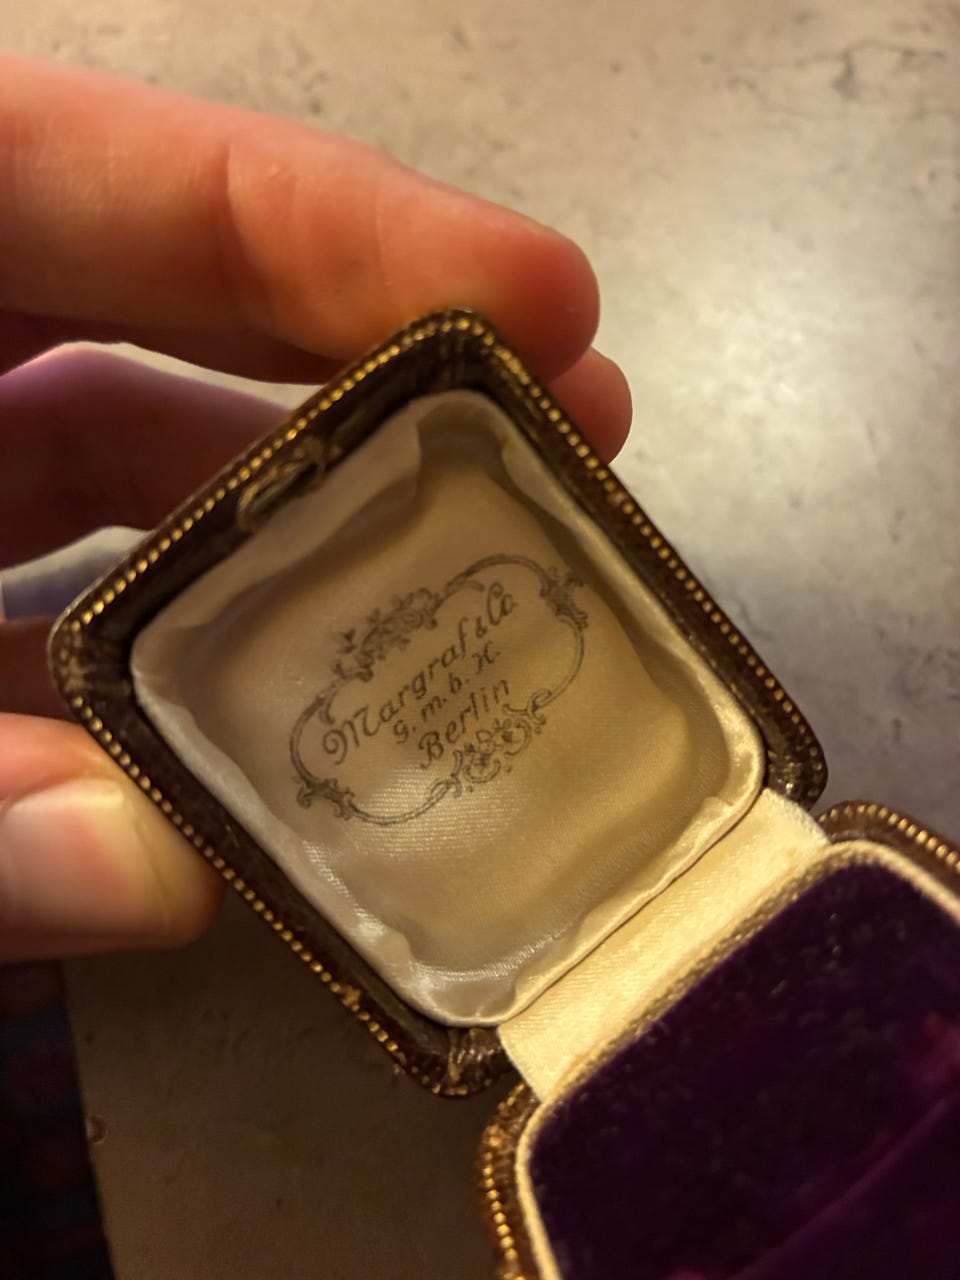 Margraf & Co.
G. m. b. H.
Berlin